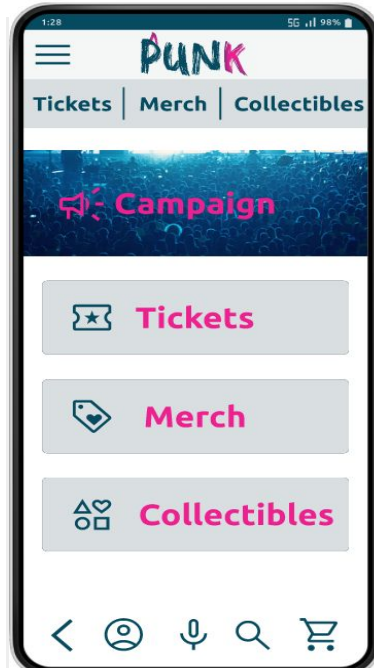 1:28 5G 98%
PUNK
Tickets | Merch | Collectibles
Campaign
Tickets
Merch
Collectibles